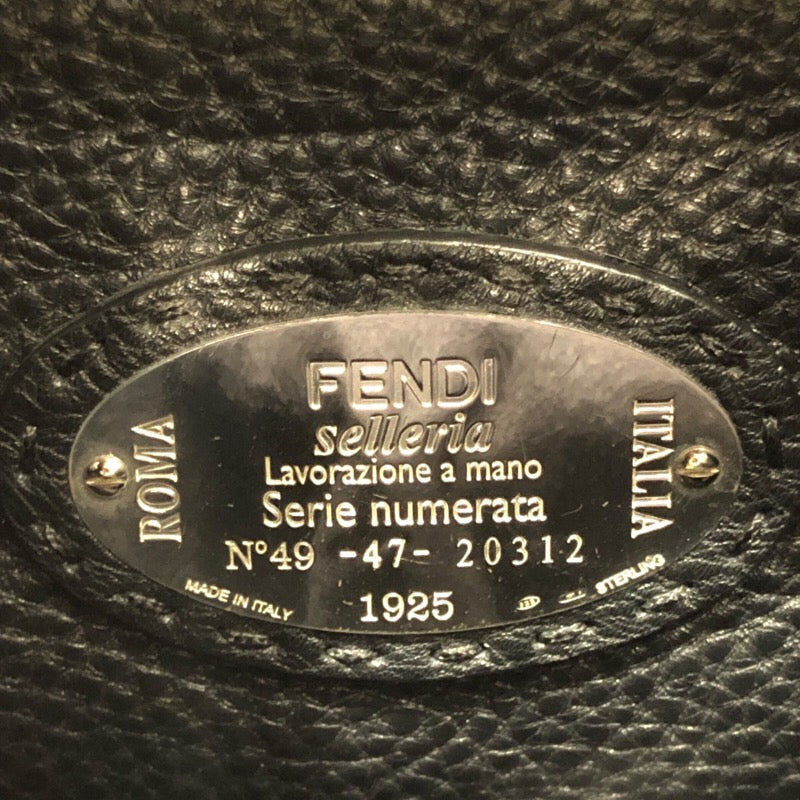 FENDI
selleria
Lavorazione a mano
Serie numerata
N°49 -47- 20312
1925
ROMA
ITALIA
MADE IN ITALY
STERLING